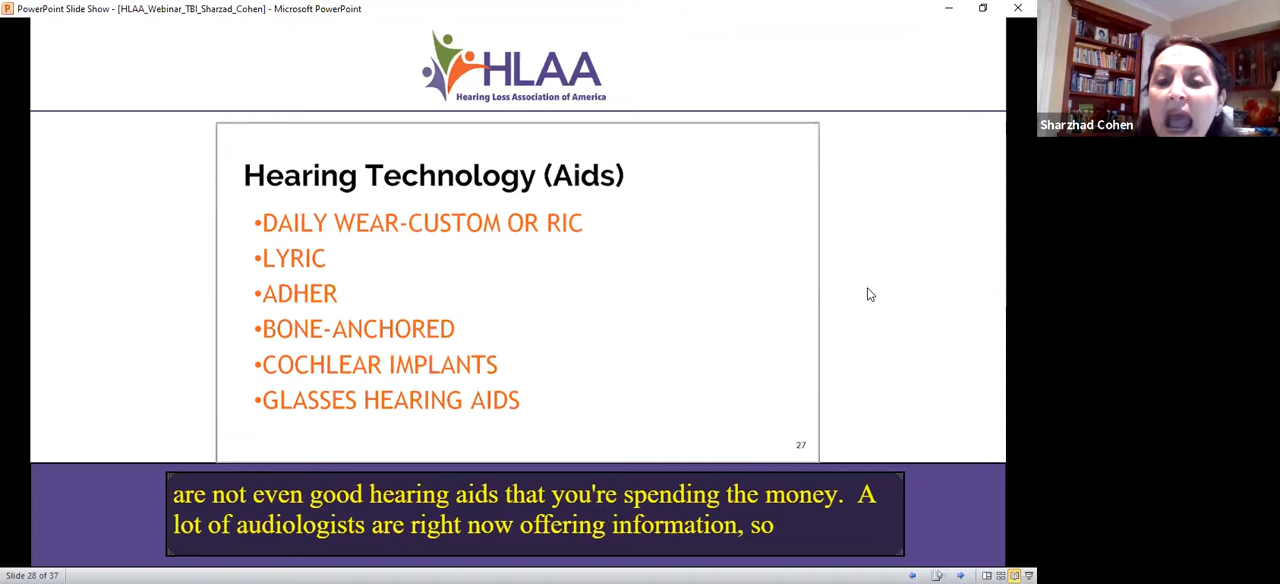 PowerPoint Slide Show - [HLAA_Webinar_TBI_Sharzad_Cohen] - Microsoft PowerPoint
HLAA
Hearing Loss Association of America
Sharzhad Cohen
Hearing Technology (Aids)
•DAILY WEAR-CUSTOM OR RIC
•LYRIC
•ADHER
•BONE-ANCHORED
•COCHLEAR IMPLANTS
•GLASSES HEARING AIDS
27
are not even good hearing aids that you're spending the money. A
lot of audiologists are right now offering information, so
Slide 28 of 37